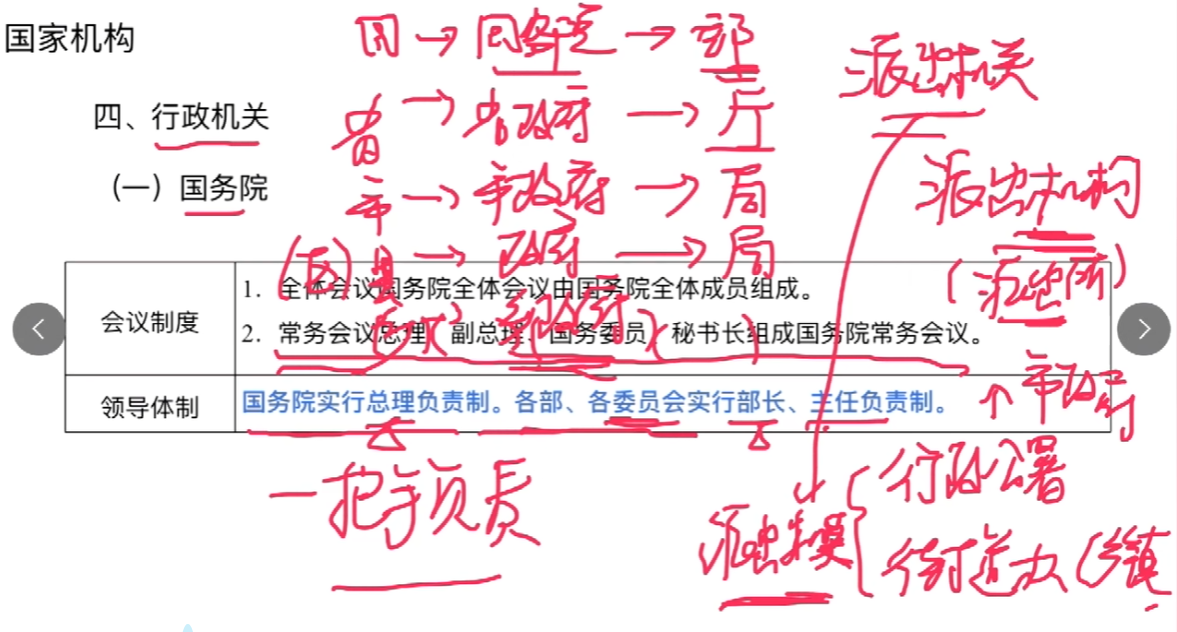 国家机构
国 → 国务院 → 部
派出机关
四、行政机关
省 → 省政府 → 厅
（一）国务院
市 → 市政府 → 局
派出机构
(区) 县 → 政府 → 局
(派出所)
会议制度
1. 全体会议国务院全体会议由国务院全体成员组成。
2. 常务会议总理、副总理、国务委员、秘书长组成国务院常务会议。
领导体制
国务院实行总理负责制。各部、各委员会实行部长、主任负责制。
↑ 市政府
一把手负责
行政公署
街道办 (乡镇